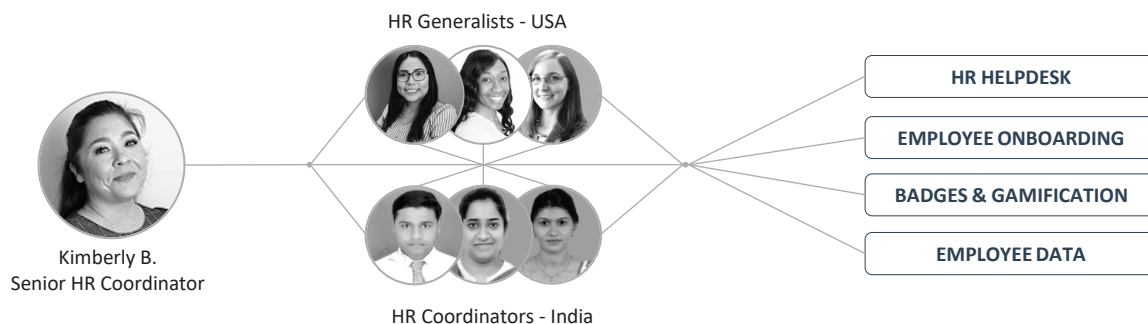 HR Generalists - USA
Kimberly B.
Senior HR Coordinator
HR Coordinators - India
HR HELPDESK
EMPLOYEE ONBOARDING
BADGES & GAMIFICATION
EMPLOYEE DATA